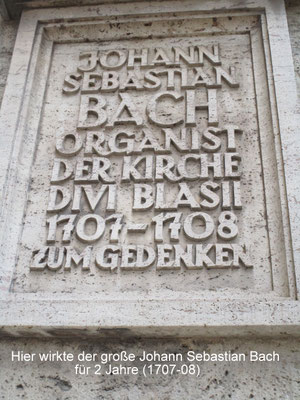 JOHANN
SEBASTIAN
BACH
ORGANIST
DER KIRCHE
DIVI BLASII
1707–1708
ZUM GEDENKEN
Hier wirkte der große Johann Sebastian Bach
für 2 Jahre (1707-08)